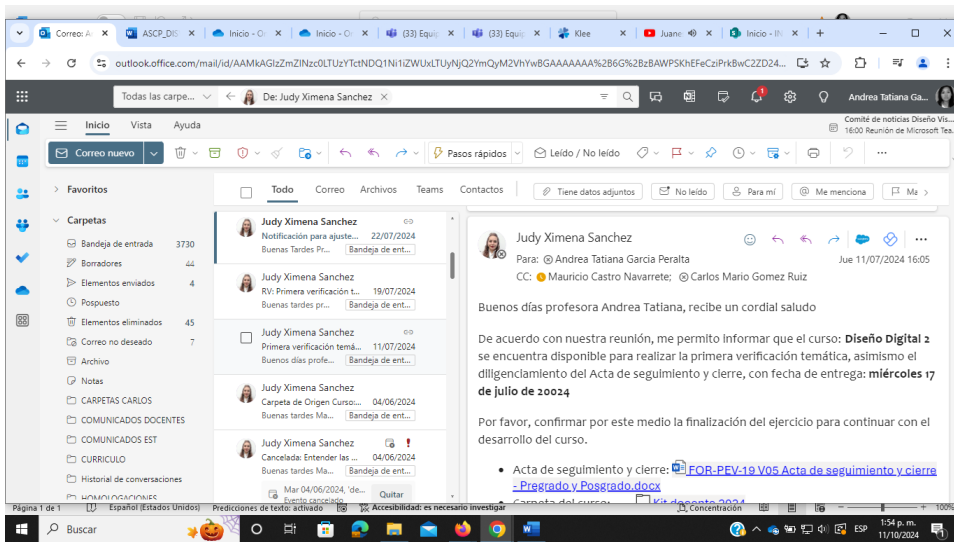 Correo: A
ASCP_DIS
Inicio - O
Inicio - O
(33) Equip
(33) Equip
Klee
Juane
Inicio - IN
outlook.office.com/mail/id/AAMkAGIzZmZlNzc0LTUzYTctNDQ1Ni1iZWUxLTUyNjQ2YmQyM2VhYwBGAAAAAAA%2B6G%2BzBAWPSKhEFeCziPrkBwC2ZD24...
Todas las carpe...
De: Judy Ximena Sanchez
Andrea Tatiana Ga...
Inicio Vista Ayuda
Comité de noticias Diseño Vis...
16:00 Reunión de Microsoft Tea.
Correo nuevo
Pasos rápidos
Leído / No leído
Favoritos
Todo Correo Archivos Teams Contactos
Tiene datos adjuntos
No leído
Para mí
Me menciona
Carpetas
Bandeja de entrada 3730
Borradores 44
Elementos enviados 4
Pospuesto
Elementos eliminados 45
Correo no deseado 7
Archivo
Notas
CARPETAS CARLOS
COMUNICADOS DOCENTES
COMUNICADOS EST
CURRICULO
Historial de conversaciones
HOMOLOGACIONES
Judy Ximena Sanchez
Notificación para ajuste... 22/07/2024
Buenas Tardes Pr... Bandeja de ent...
Judy Ximena Sanchez
RV: Primera verificación t... 19/07/2024
Buenas tardes pr... Bandeja de ent...
Judy Ximena Sanchez
Primera verificación temá... 11/07/2024
Buenos días profe... Bandeja de ent...
Judy Ximena Sanchez
Carpeta de Origen Curso:... 04/06/2024
Buenas tardes Ma... Bandeja de ent...
Judy Ximena Sanchez
Cancelada: Entender las ... 04/06/2024
Buenas tardes Ma... Bandeja de ent...
Mar 04/06/2024, 'de...
Evento cancelado
Quitar
Judy Ximena Sanchez
Para: Andrea Tatiana Garcia Peralta
Jue 11/07/2024 16:05
CC: Mauricio Castro Navarrete; Carlos Mario Gomez Ruiz
Buenos días profesora Andrea Tatiana, recibe un cordial saludo
De acuerdo con nuestra reunión, me permito informar que el curso: Diseño Digital 2
se encuentra disponible para realizar la primera verificación temática, asimismo el
diligenciamiento del Acta de seguimiento y cierre, con fecha de entrega: miércoles 17
de julio de 20024
Por favor, confirmar por este medio la finalización del ejercicio para continuar con el
desarrollo del curso.
Acta de seguimiento y cierre: FOR-PEV-19 V05 Acta de seguimiento y cierre
- Pregrado y Posgrado.docx
Carpeta del curso: Kit docente 2024
Página 1 de 1
Español (Estados Unidos)
Predicciones de texto: activado
Accesibilidad: es necesario investigar
Concentración
100%
Buscar
ESP
1:54 p. m.
11/10/2024